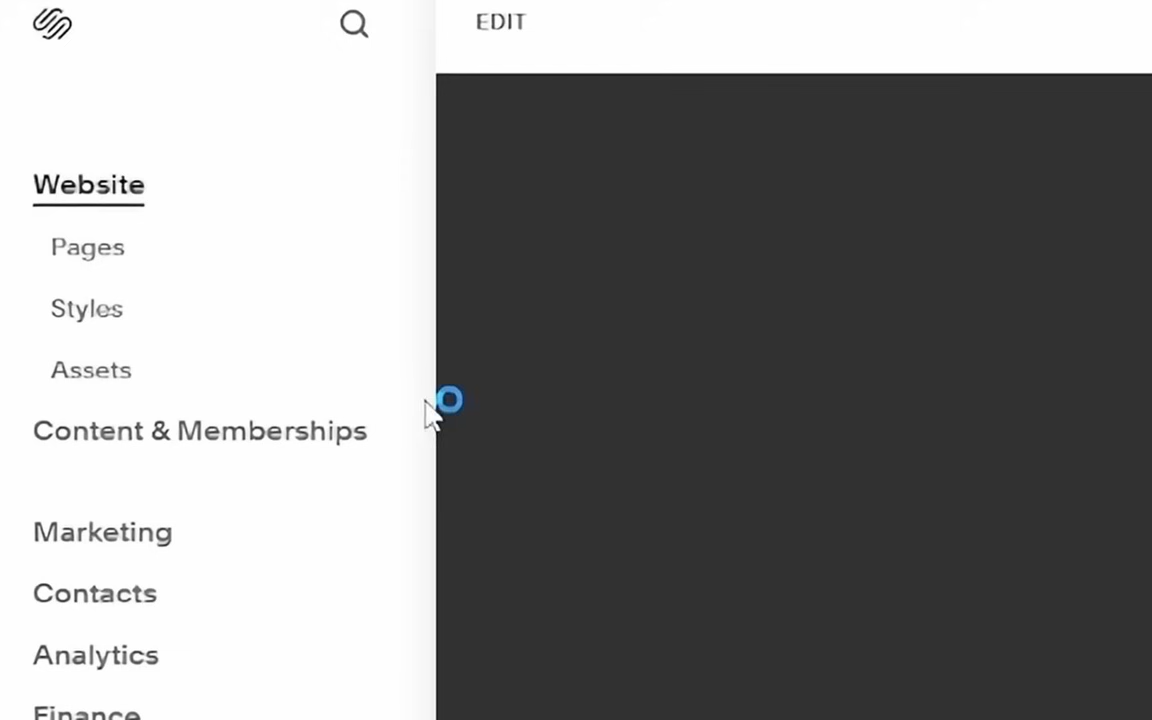 EDIT
Website
Pages
Styles
Assets
Content & Memberships
Marketing
Contacts
Analytics
Finance